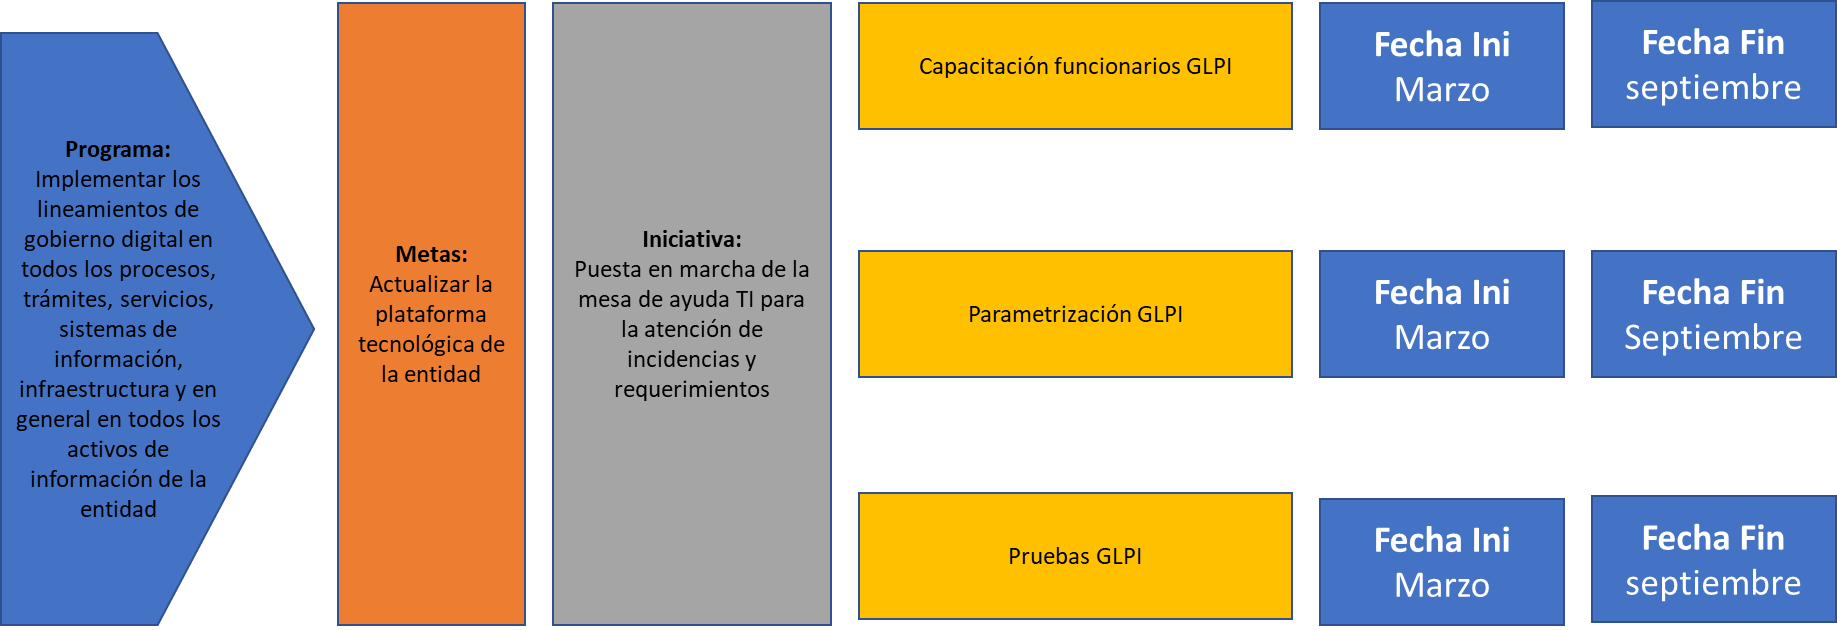 Programa:
Implementar los
lineamientos de
gobierno digital en
todos los procesos,
trámites, servicios,
sistemas de
información,
infraestructura y en
general en todos los
activos de
información de la
entidad
Metas:
Actualizar la
plataforma
tecnológica de
la entidad
Iniciativa:
Puesta en marcha de la
mesa de ayuda TI para
la atención de
incidencias y
requerimientos
Capacitación funcionarios GLPI
Fecha Ini
Marzo
Fecha Fin
septiembre
Parametrización GLPI
Fecha Ini
Marzo
Fecha Fin
Septiembre
Pruebas GLPI
Fecha Ini
Marzo
Fecha Fin
septiembre